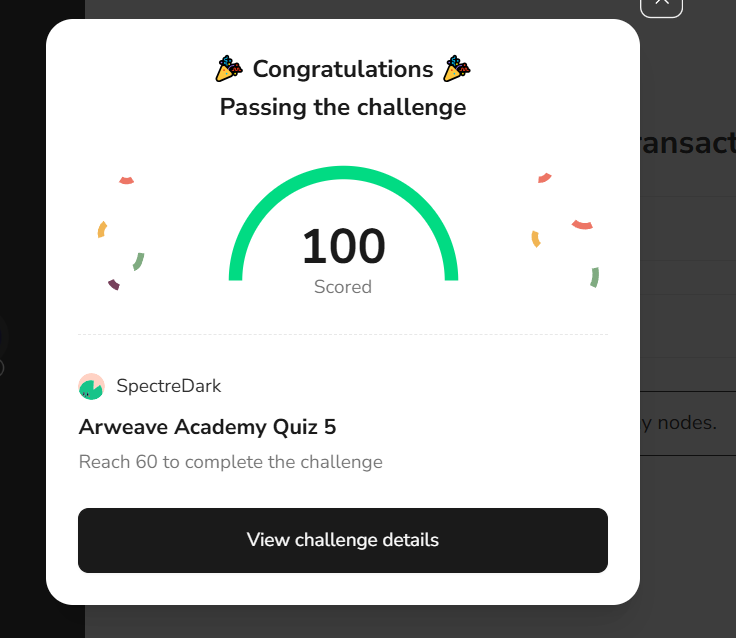 🎉 Congratulations 🎉
Passing the challenge
ransact
100
Scored
SpectreDark
y nodes.
Arweave Academy Quiz 5
Reach 60 to complete the challenge
View challenge details